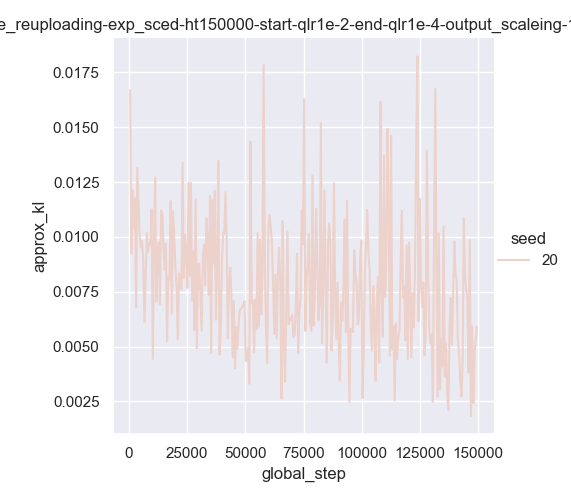 e_reuploading-exp_sced-ht150000-start-qlr1e-2-end-qlr1e-4-output_scaleing-1
0.0175
0.0150
0.0125
0.0100
0.0075
0.0050
0.0025
approx_kl
0 25000 50000 75000 100000 125000 150000
global_step
seed
20